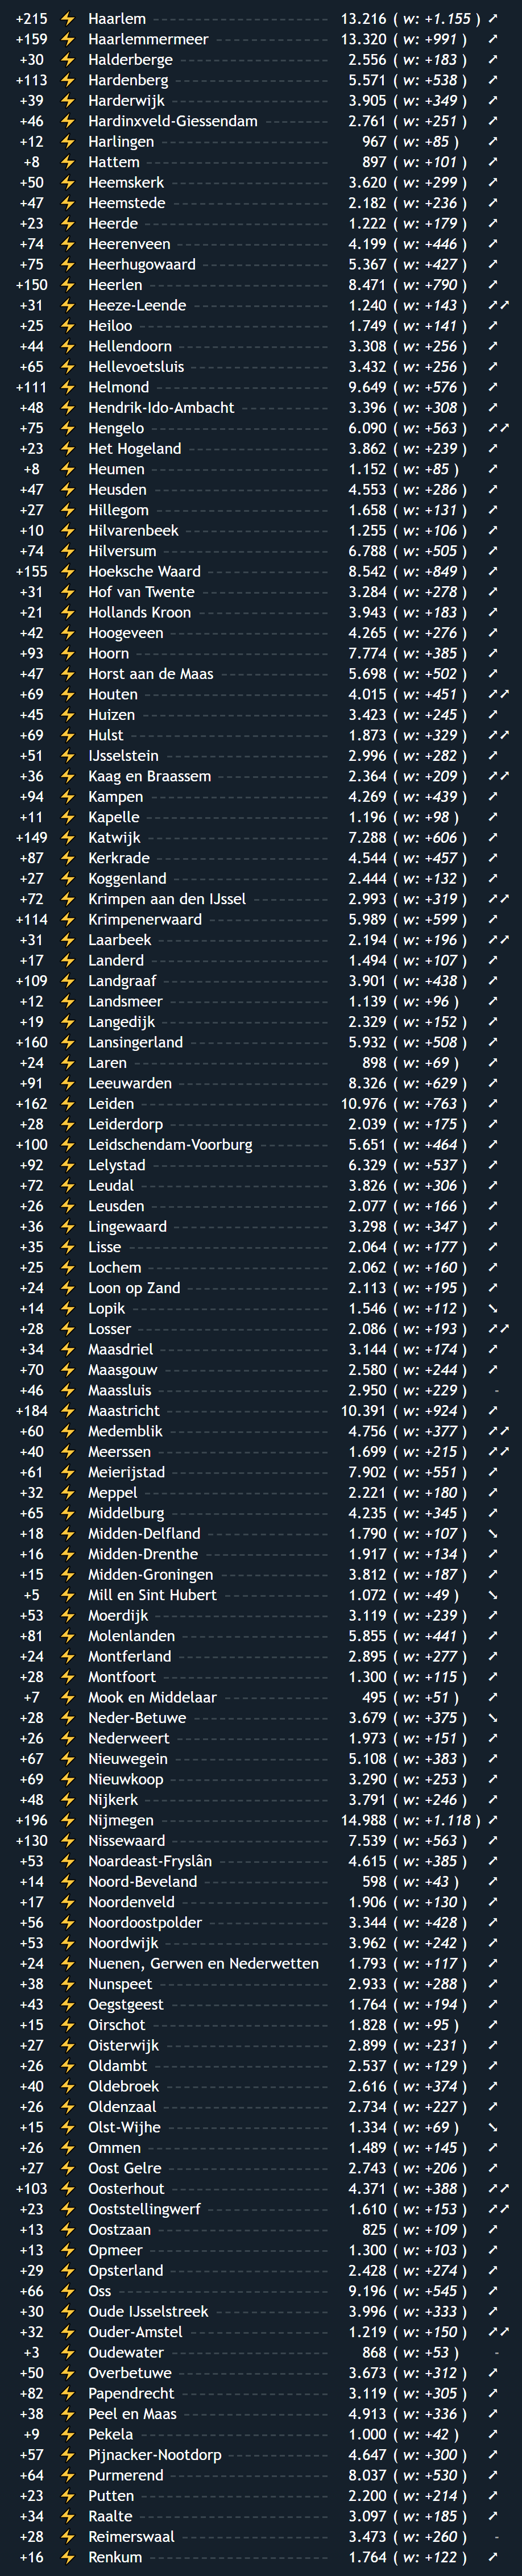 +215 ⚡ Haarlem 13.216 ( w: +1.155 ) ↗
+159 ⚡ Haarlemmermeer 13.320 ( w: +991 ) ↗
+30 ⚡ Halderberge 2.556 ( w: +183 ) ↗
+113 ⚡ Hardenberg 5.571 ( w: +538 ) ↗
+39 ⚡ Harderwijk 3.905 ( w: +349 ) ↗
+46 ⚡ Hardinxveld-Giessendam 2.761 ( w: +251 ) ↗
+12 ⚡ Harlingen 967 ( w: +85 ) ↗
+8 ⚡ Hattem 897 ( w: +101 ) ↗
+50 ⚡ Heemskerk 3.620 ( w: +299 ) ↗
+47 ⚡ Heemstede 2.182 ( w: +236 ) ↗
+23 ⚡ Heerde 1.222 ( w: +179 ) ↗
+74 ⚡ Heerenveen 4.199 ( w: +446 ) ↗
+75 ⚡ Heerhugowaard 5.367 ( w: +427 ) ↗
+150 ⚡ Heerlen 8.471 ( w: +790 ) ↗
+31 ⚡ Heeze-Leende 1.240 ( w: +143 ) ↗↗
+25 ⚡ Heiloo 1.749 ( w: +141 ) ↗
+44 ⚡ Hellendoorn 3.308 ( w: +256 ) ↗
+65 ⚡ Hellevoetsluis 3.432 ( w: +256 ) ↗
+111 ⚡ Helmond 9.649 ( w: +576 ) ↗
+48 ⚡ Hendrik-Ido-Ambacht 3.396 ( w: +308 ) ↗
+75 ⚡ Hengelo 6.090 ( w: +563 ) ↗↗
+23 ⚡ Het Hogeland 3.862 ( w: +239 ) ↗
+8 ⚡ Heumen 1.152 ( w: +85 ) ↗
+47 ⚡ Heusden 4.553 ( w: +286 ) ↗
+27 ⚡ Hillegom 1.658 ( w: +131 ) ↗
+10 ⚡ Hilvarenbeek 1.255 ( w: +106 ) ↗
+74 ⚡ Hilversum 6.788 ( w: +505 ) ↗
+155 ⚡ Hoeksche Waard 8.542 ( w: +849 ) ↗
+31 ⚡ Hof van Twente 3.284 ( w: +278 ) ↗
+21 ⚡ Hollands Kroon 3.943 ( w: +183 ) ↗
+42 ⚡ Hoogeveen 4.265 ( w: +276 ) ↗
+93 ⚡ Hoorn 7.774 ( w: +385 ) ↗
+47 ⚡ Horst aan de Maas 5.698 ( w: +502 ) ↗
+69 ⚡ Houten 4.015 ( w: +451 ) ↗↗
+45 ⚡ Huizen 3.423 ( w: +245 ) ↗
+69 ⚡ Hulst 1.873 ( w: +329 ) ↗↗
+51 ⚡ IJsselstein 2.996 ( w: +282 ) ↗
+36 ⚡ Kaag en Braassem 2.364 ( w: +209 ) ↗↗
+94 ⚡ Kampen 4.269 ( w: +439 ) ↗
+11 ⚡ Kapelle 1.196 ( w: +98 ) ↗
+149 ⚡ Katwijk 7.288 ( w: +606 ) ↗
+87 ⚡ Kerkrade 4.544 ( w: +457 ) ↗
+27 ⚡ Koggenland 2.444 ( w: +132 ) ↗
+72 ⚡ Krimpen aan den IJssel 2.993 ( w: +319 ) ↗↗
+114 ⚡ Krimpenerwaard 5.989 ( w: +599 ) ↗
+31 ⚡ Laarbeek 2.194 ( w: +196 ) ↗↗
+17 ⚡ Landerd 1.494 ( w: +107 ) ↗
+109 ⚡ Landgraaf 3.901 ( w: +438 ) ↗
+12 ⚡ Landsmeer 1.139 ( w: +96 ) ↗
+19 ⚡ Langedijk 2.329 ( w: +152 ) ↗
+160 ⚡ Lansingerland 5.932 ( w: +508 ) ↗
+24 ⚡ Laren 898 ( w: +69 ) ↗
+91 ⚡ Leeuwarden 8.326 ( w: +629 ) ↗
+162 ⚡ Leiden 10.976 ( w: +763 ) ↗
+28 ⚡ Leiderdorp 2.039 ( w: +175 ) ↗
+100 ⚡ Leidschendam-Voorburg 5.651 ( w: +464 ) ↗
+92 ⚡ Lelystad 6.329 ( w: +537 ) ↗
+72 ⚡ Leudal 3.826 ( w: +306 ) ↗
+26 ⚡ Leusden 2.077 ( w: +166 ) ↗
+36 ⚡ Lingewaard 3.298 ( w: +347 ) ↗
+35 ⚡ Lisse 2.064 ( w: +177 ) ↗
+25 ⚡ Lochem 2.062 ( w: +160 ) ↗
+24 ⚡ Loon op Zand 2.113 ( w: +195 ) ↗
+14 ⚡ Lopik 1.546 ( w: +112 ) ↘
+28 ⚡ Losser 2.086 ( w: +193 ) ↗↗
+34 ⚡ Maasdriel 3.144 ( w: +174 ) ↗
+70 ⚡ Maasgouw 2.580 ( w: +244 ) ↗
+46 ⚡ Maassluis 2.950 ( w: +229 ) -
+184 ⚡ Maastricht 10.391 ( w: +924 ) ↗
+60 ⚡ Medemblik 4.756 ( w: +377 ) ↗↗
+40 ⚡ Meerssen 1.699 ( w: +215 ) ↗↗
+61 ⚡ Meierijstad 7.902 ( w: +551 ) ↗
+32 ⚡ Meppel 2.221 ( w: +180 ) ↗
+65 ⚡ Middelburg 4.235 ( w: +345 ) ↗
+18 ⚡ Midden-Delfland 1.790 ( w: +107 ) ↘
+16 ⚡ Midden-Drenthe 1.917 ( w: +134 ) ↗
+15 ⚡ Midden-Groningen 3.812 ( w: +187 ) ↗
+5 ⚡ Mill en Sint Hubert 1.072 ( w: +49 ) ↘
+53 ⚡ Moerdijk 3.119 ( w: +239 ) ↗
+81 ⚡ Molenlanden 5.855 ( w: +441 ) ↗
+24 ⚡ Montferland 2.895 ( w: +277 ) ↗
+28 ⚡ Montfoort 1.300 ( w: +115 ) ↗
+7 ⚡ Mook en Middelaar 495 ( w: +51 ) ↗
+28 ⚡ Neder-Betuwe 3.679 ( w: +375 ) ↘
+26 ⚡ Nederweert 1.973 ( w: +151 ) ↗
+67 ⚡ Nieuwegein 5.108 ( w: +383 ) ↗
+69 ⚡ Nieuwkoop 3.290 ( w: +253 ) ↗
+48 ⚡ Nijkerk 3.791 ( w: +246 ) ↗
+196 ⚡ Nijmegen 14.988 ( w: +1.118 ) ↗
+130 ⚡ Nissewaard 7.539 ( w: +563 ) ↗
+53 ⚡ Noardeast-Fryslân 4.615 ( w: +385 ) ↗
+14 ⚡ Noord-Beveland 598 ( w: +43 ) ↗
+17 ⚡ Noordenveld 1.906 ( w: +130 ) ↗
+56 ⚡ Noordoostpolder 3.344 ( w: +428 ) ↗
+53 ⚡ Noordwijk 3.962 ( w: +242 ) ↗
+24 ⚡ Nuenen, Gerwen en Nederwetten 1.793 ( w: +117 ) ↗
+38 ⚡ Nunspeet 2.933 ( w: +288 ) ↗
+43 ⚡ Oegstgeest 1.764 ( w: +194 ) ↗
+15 ⚡ Oirschot 1.828 ( w: +95 ) ↗
+27 ⚡ Oisterwijk 2.899 ( w: +231 ) ↗
+26 ⚡ Oldambt 2.537 ( w: +129 ) ↗
+40 ⚡ Oldebroek 2.616 ( w: +374 ) ↗
+26 ⚡ Oldenzaal 2.734 ( w: +227 ) ↗
+15 ⚡ Olst-Wijhe 1.334 ( w: +69 ) ↘
+26 ⚡ Ommen 1.489 ( w: +145 ) ↗
+27 ⚡ Oost Gelre 2.743 ( w: +206 ) ↗
+103 ⚡ Oosterhout 4.371 ( w: +388 ) ↗↗
+23 ⚡ Ooststellingwerf 1.610 ( w: +153 ) ↗↗
+13 ⚡ Oostzaan 825 ( w: +109 ) ↗
+13 ⚡ Opmeer 1.300 ( w: +103 ) ↗
+29 ⚡ Opsterland 2.428 ( w: +274 ) ↗
+66 ⚡ Oss 9.196 ( w: +545 ) ↗
+30 ⚡ Oude IJsselstreek 3.996 ( w: +333 ) ↗
+32 ⚡ Ouder-Amstel 1.219 ( w: +150 ) ↗↗
+3 ⚡ Oudewater 868 ( w: +53 ) -
+50 ⚡ Overbetuwe 3.673 ( w: +312 ) ↗
+82 ⚡ Papendrecht 3.119 ( w: +305 ) ↗
+38 ⚡ Peel en Maas 4.913 ( w: +336 ) ↗
+9 ⚡ Pekela 1.000 ( w: +42 ) ↗
+57 ⚡ Pijnacker-Nootdorp 4.647 ( w: +300 ) ↗
+64 ⚡ Purmerend 8.037 ( w: +530 ) ↗
+23 ⚡ Putten 2.200 ( w: +214 ) ↗
+34 ⚡ Raalte 3.097 ( w: +185 ) ↗
+28 ⚡ Reimerswaal 3.473 ( w: +260 ) -
+16 ⚡ Renkum 1.764 ( w: +122 ) ↗